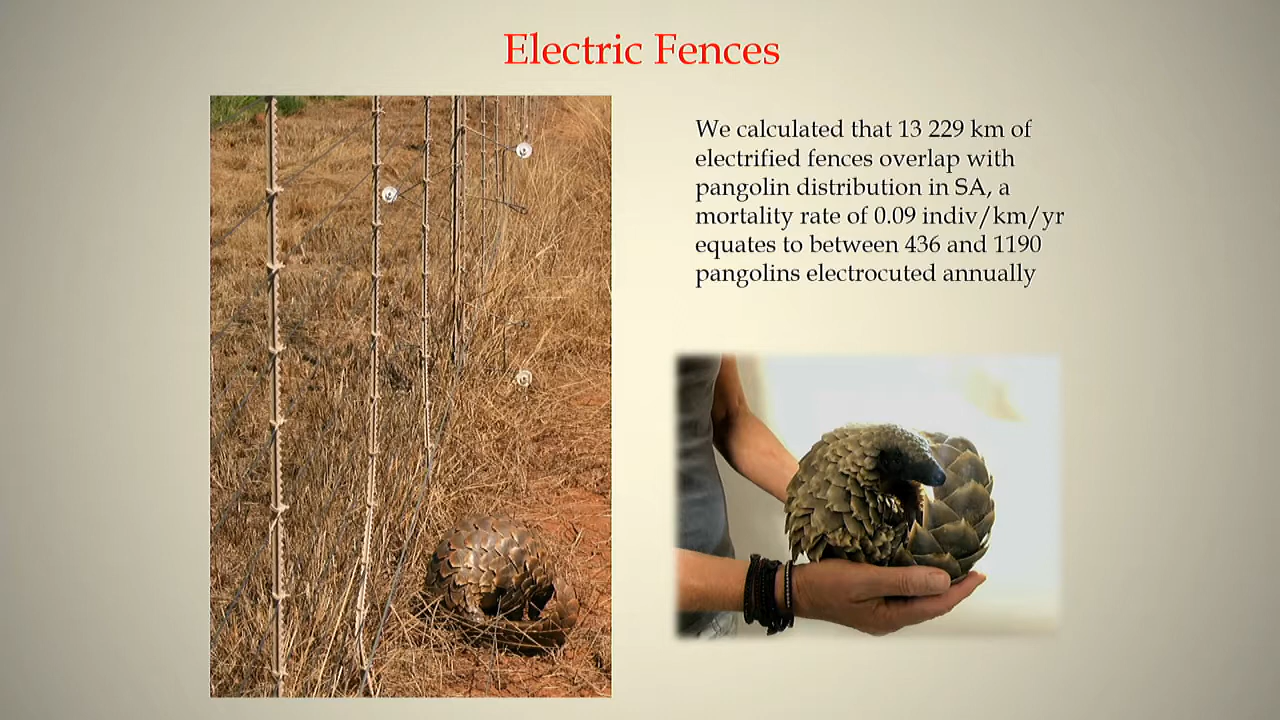 Electric Fences
We calculated that 13 229 km of
electrified fences overlap with
pangolin distribution in SA, a
mortality rate of 0.09 indiv/km/yr
equates to between 436 and 1190
pangolins electrocuted annually